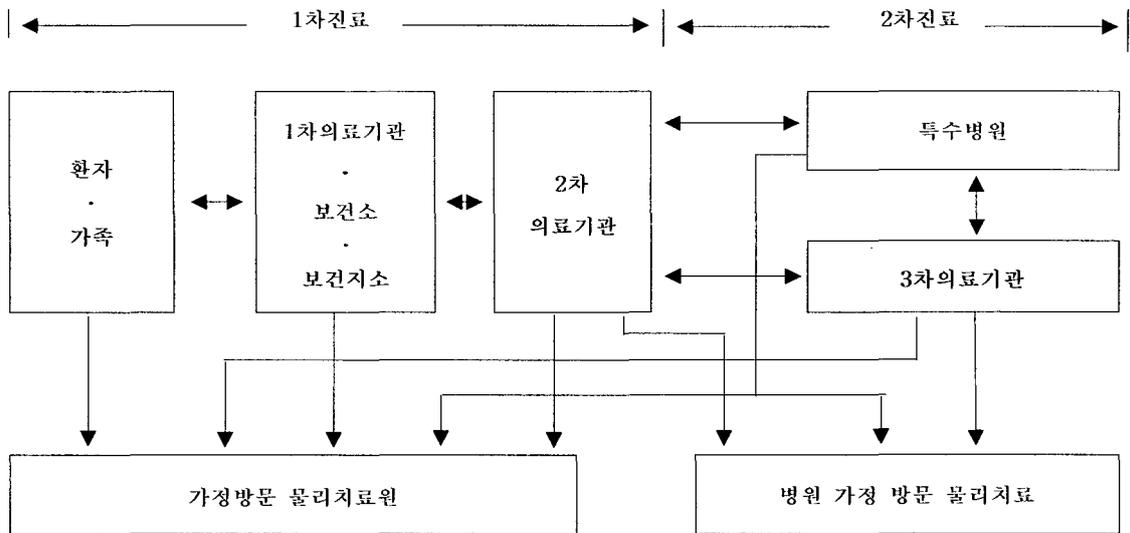 1차진료
2차진료
환자
·
가족
1차의료기관
·
보건소
·
보건지소
2차
의료기관
특수병원
3차의료기관
가정방문 물리치료원
병원 가정 방문 물리치료